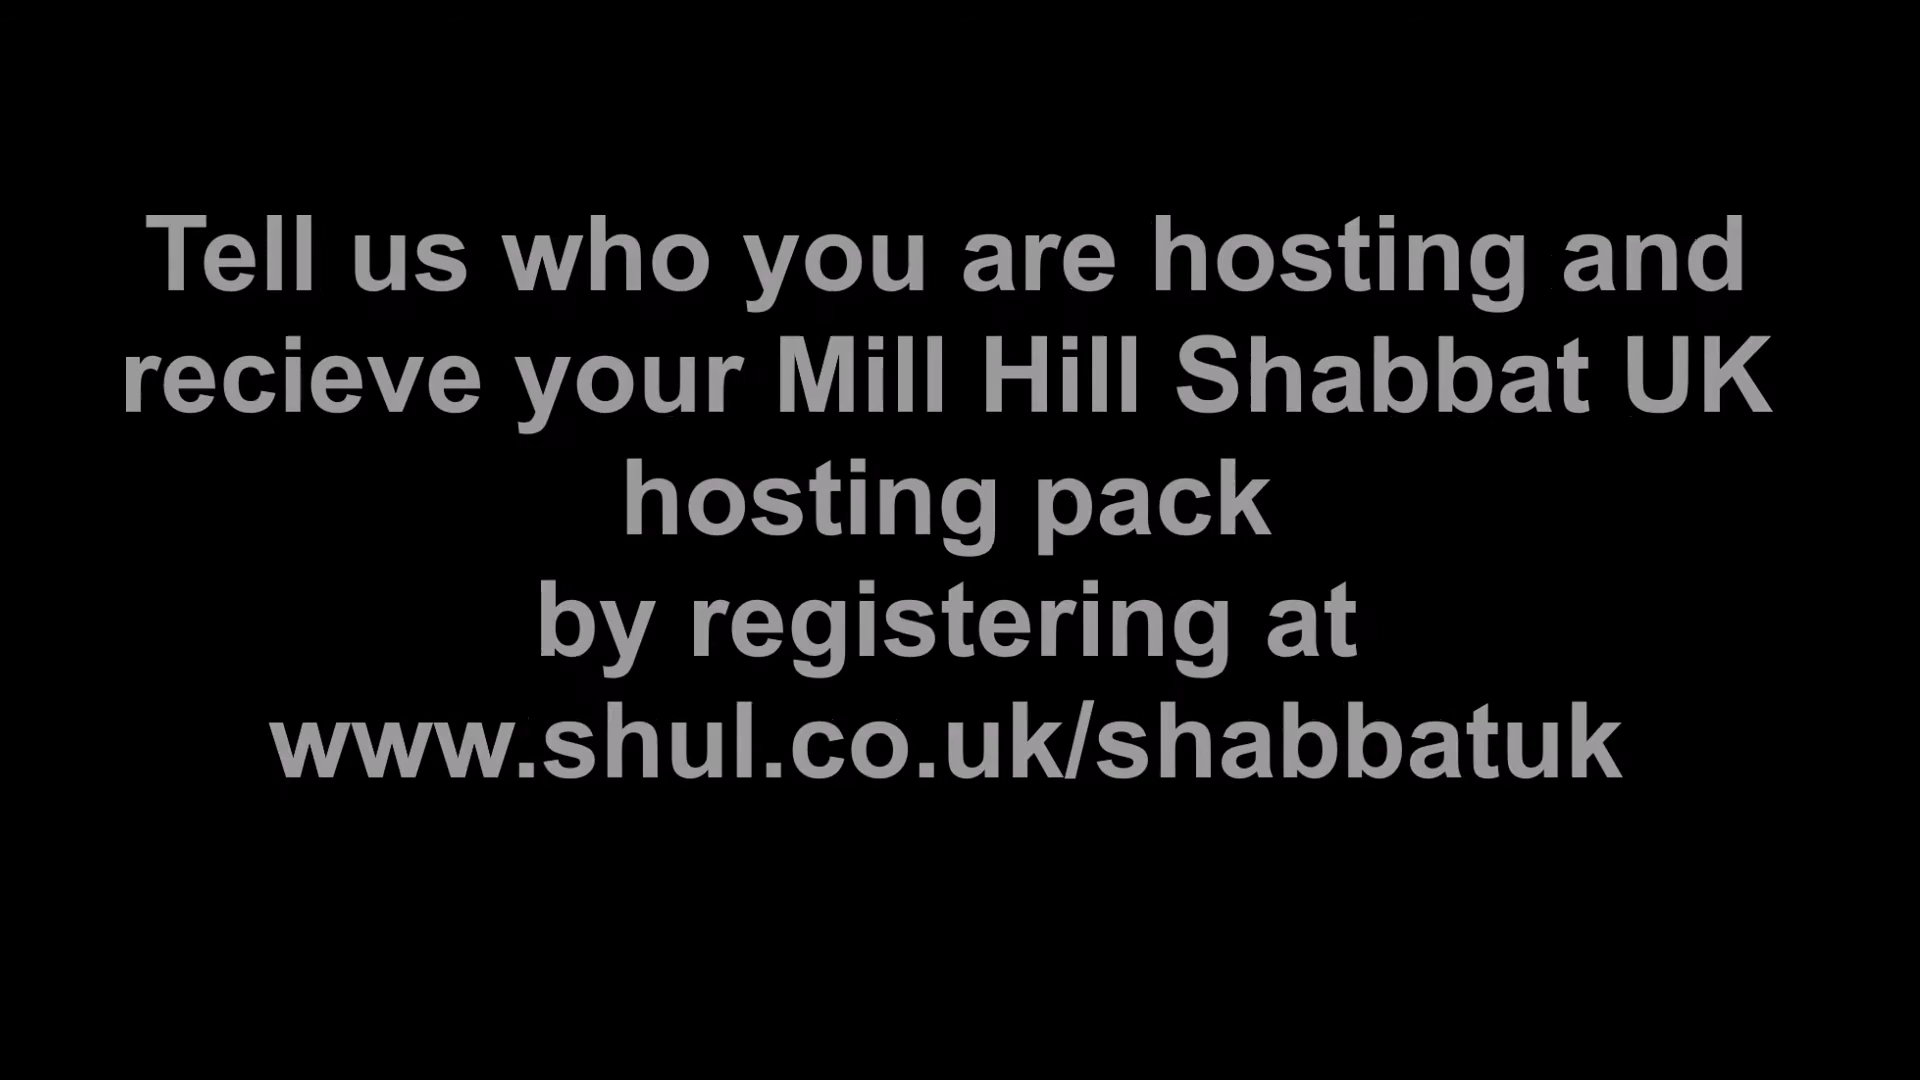 Tell us who you are hosting and
recieve your Mill Hill Shabbat UK
hosting pack
by registering at
www.shul.co.uk/shabbatuk